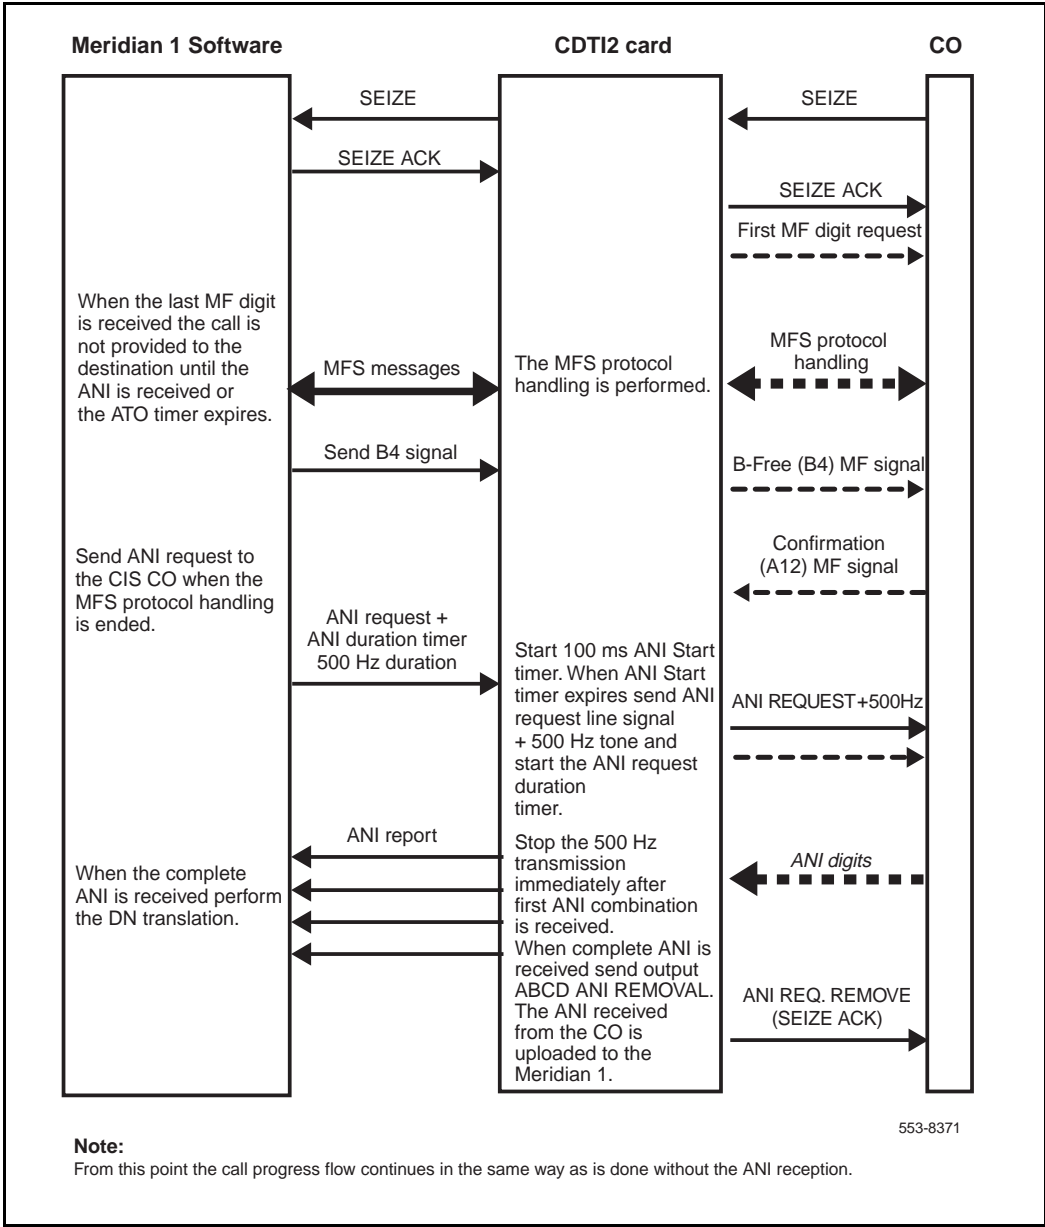 Meridian 1 Software
CDTI2 card
CO
SEIZE
SEIZE
SEIZE ACK
SEIZE ACK
First MF digit request
When the last MF digit
is received the call is
not provided to the
destination until the
ANI is received or
the ATO timer expires.
MFS messages
The MFS protocol
handling is performed.
MFS protocol
handling
Send B4 signal
B-Free (B4) MF signal
Confirmation
(A12) MF signal
Send ANI request to
the CIS CO when the
MFS protocol handling
is ended.
ANI request +
ANI duration timer
500 Hz duration
Start 100 ms ANI Start
timer. When ANI Start
timer expires send ANI
request line signal
+ 500 Hz tone and
start the ANI request
duration
timer.
ANI REQUEST+500Hz
ANI report
Stop the 500 Hz
transmission
immediately after
first ANI combination
is received.
When complete ANI is
received send output
ABCD ANI REMOVAL.
The ANI received
from the CO is
uploaded to the
Meridian 1.
ANI digits
When the complete
ANI is received perform
the DN translation.
ANI REQ. REMOVE
(SEIZE ACK)
553-8371
Note:
From this point the call progress flow continues in the same way as is done without the ANI reception.